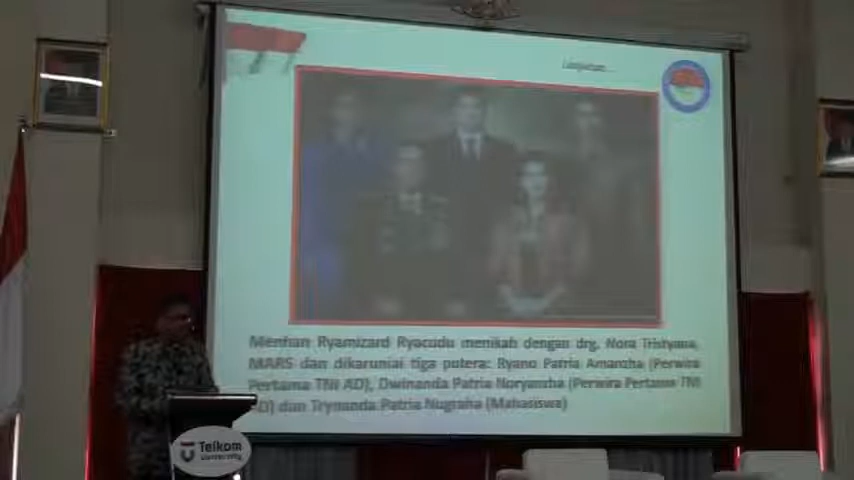 Lanjutan...
Menhan Ryamizard Ryacudu menikah dengan drg. Nora Tristyana,
MARS dan dikaruniai tiga putera: Ryano Patria Amanzha (Perwira
Pertama TNI AD), Dwinanda Patria Noryanzha (Perwira Pertama TNI
AD) dan Trynanda Patria Nugraha (Mahasiswa)
Telkom
University